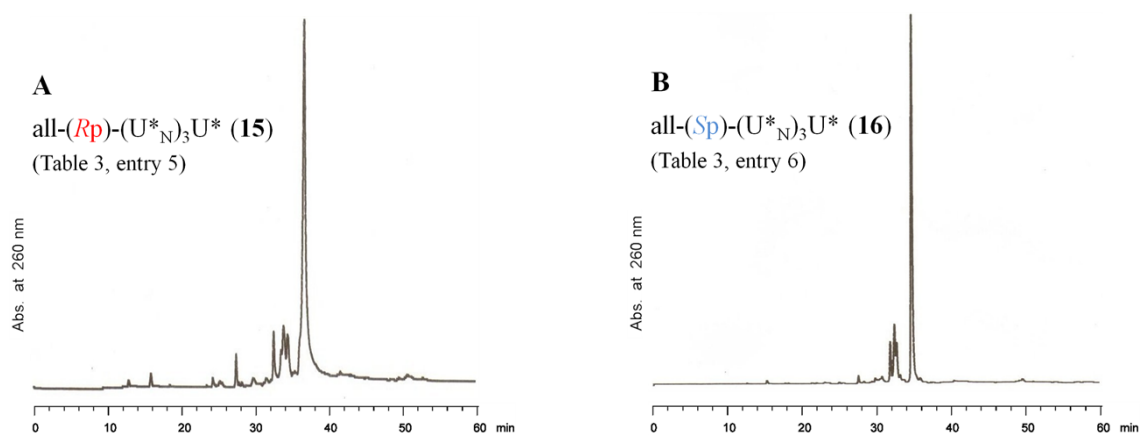 A
all-(Rp)-(U*N)3U* (15)
(Table 3, entry 5)
Abs. at 260 nm
0 10 20 30 40 50 60 min
B
all-(Sp)-(U*N)3U* (16)
(Table 3, entry 6)
Abs. at 260 nm
0 10 20 30 40 50 60 min